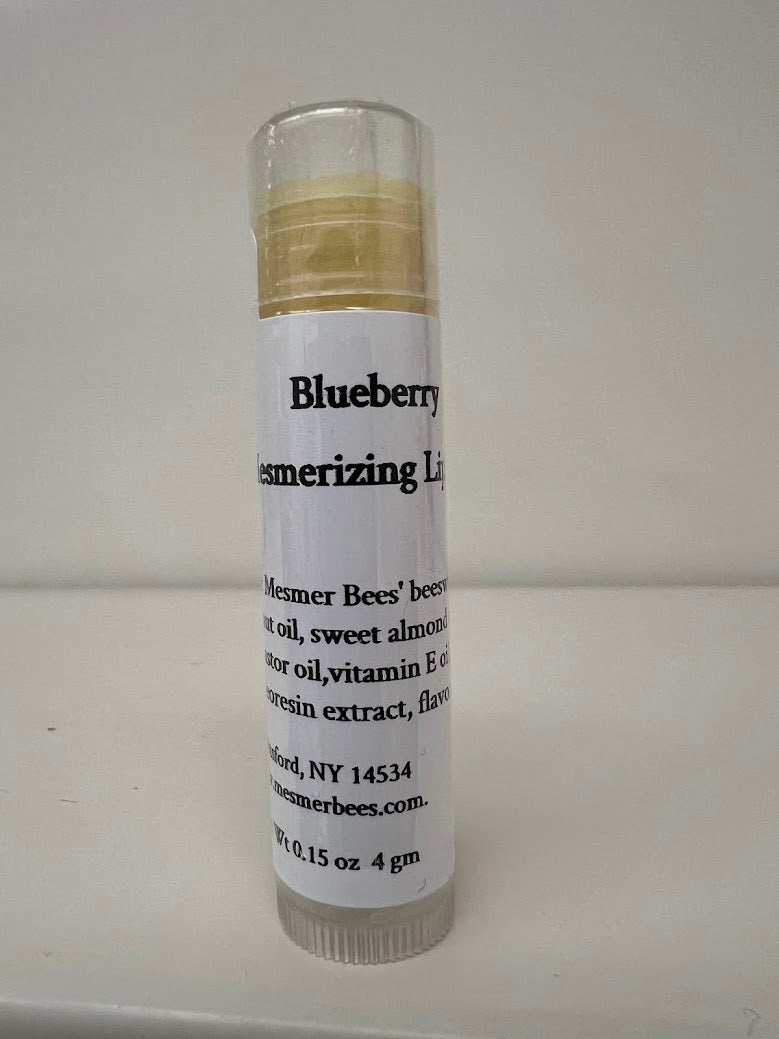 Blueberry
esmerizing Li
Mesmer Bees' beesw
ut oil, sweet almond
stor oil,vitamin E oi
oresin extract, flavo
sford, NY 14534
.mesmerbees.com.
Wt 0.15 oz 4 gm